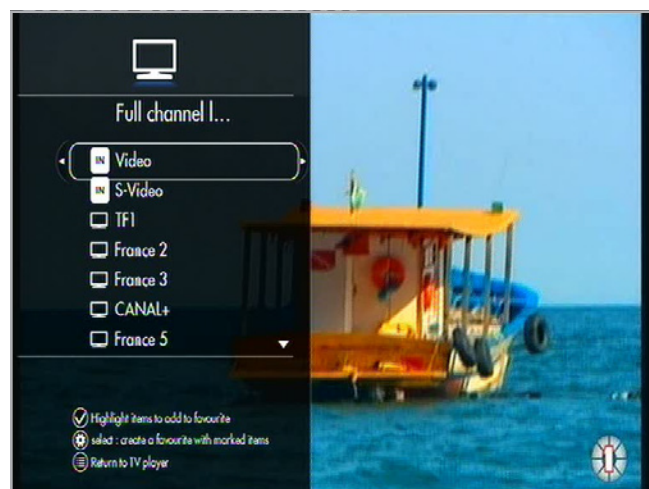 Full channel l...
IN Video
IN S-Video
TF1
France 2
France 3
CANAL+
France 5
Highlight items to add to favourite
select : create a favourite with marked items
Return to TV player